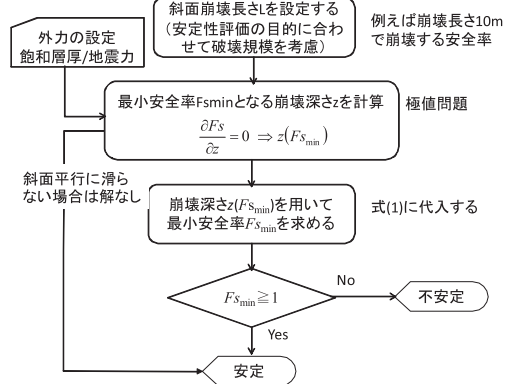 斜面崩壊長さLを設定する
(安定性評価の目的に合わ
せて破壊規模を考慮)
例えば崩壊長さ10m
で崩壊する安全率
外力の設定
飽和層厚/地震力
最小安全率Fsminとなる崩壊深さzを計算
∂Fs/∂z = 0 ⇒ z(Fsmin)
極値問題
斜面平行に滑ら
ない場合は解なし
崩壊深さz(Fsmin)を用いて
最小安全率Fsminを求める
式(1)に代入する
Fsmin≧1
No
不安定
Yes
安定